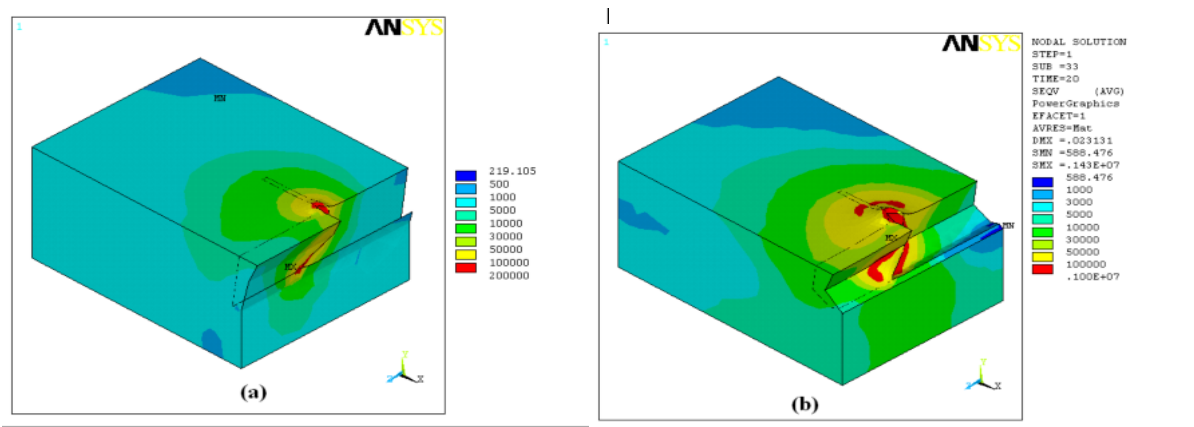 1
ANSYS
MN
MX
Y
Z X
(a)
219.105
500
1000
5000
10000
30000
50000
100000
200000
1
ANSYS
MN
MX
Y
Z X
(b)
NODAL SOLUTION
STEP=1
SUB =33
TIME=20
SEQV (AVG)
PowerGraphics
EFACET=1
AVRES=Mat
DMX =.023131
SMN =588.476
SMX =.143E+07
588.476
1000
3000
5000
10000
30000
50000
100000
.100E+07